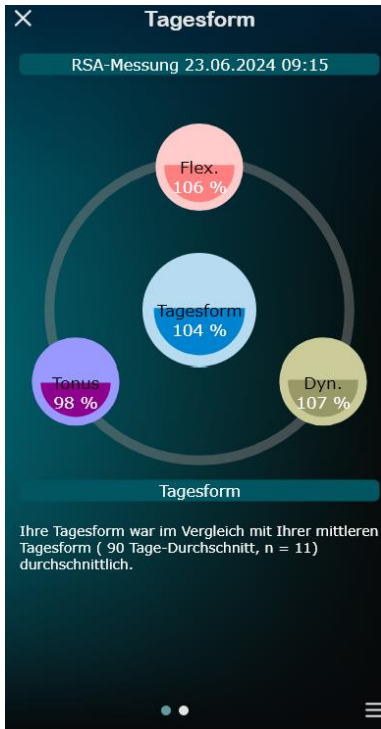 Tagesform
RSA-Messung 23.06.2024 09:15
Flex.
106 %
Tagesform
104 %
Tonus
98 %
Dyn.
107 %
Tagesform
Ihre Tagesform war im Vergleich mit Ihrer mittleren
Tagesform ( 90 Tage-Durchschnitt, n = 11)
durchschnittlich.